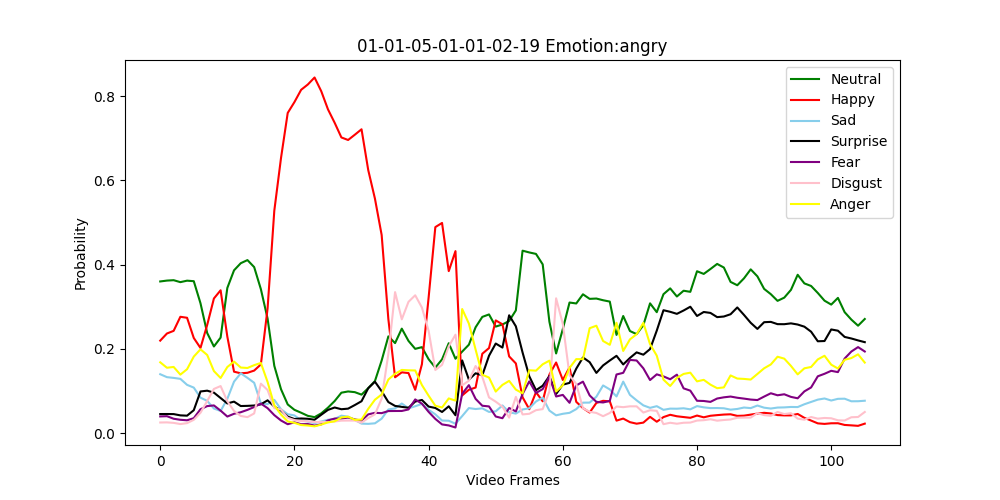 01-01-05-01-01-02-19 Emotion:angry
Probability
0.8
0.6
0.4
0.2
0.0
0 20 40 60 80 100
Video Frames
Neutral
Happy
Sad
Surprise
Fear
Disgust
Anger